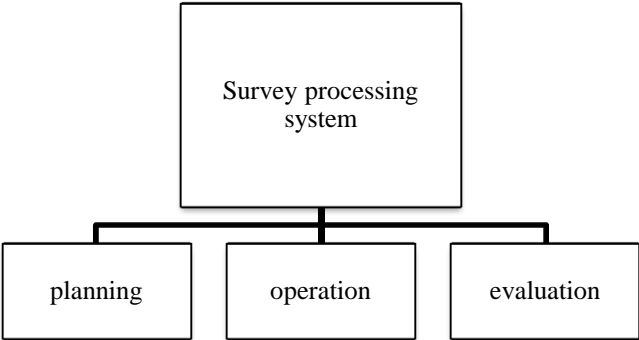 Survey processing
system
planning
operation
evaluation